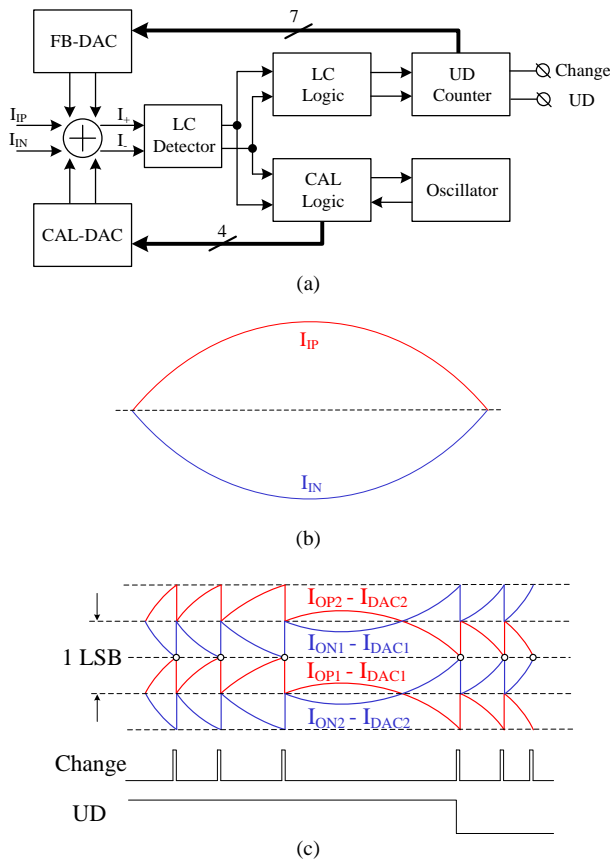 FB-DAC
7
I_IP
I_IN
I_+
I_-
LC
Detector
LC
Logic
UD
Counter
Change
UD
CAL
Logic
Oscillator
CAL-DAC
4
(a)
I_IP
I_IN
(b)
I_OP2 - I_DAC2
I_ON1 - I_DAC1
1 LSB
I_OP1 - I_DAC1
I_ON2 - I_DAC2
Change
UD
(c)